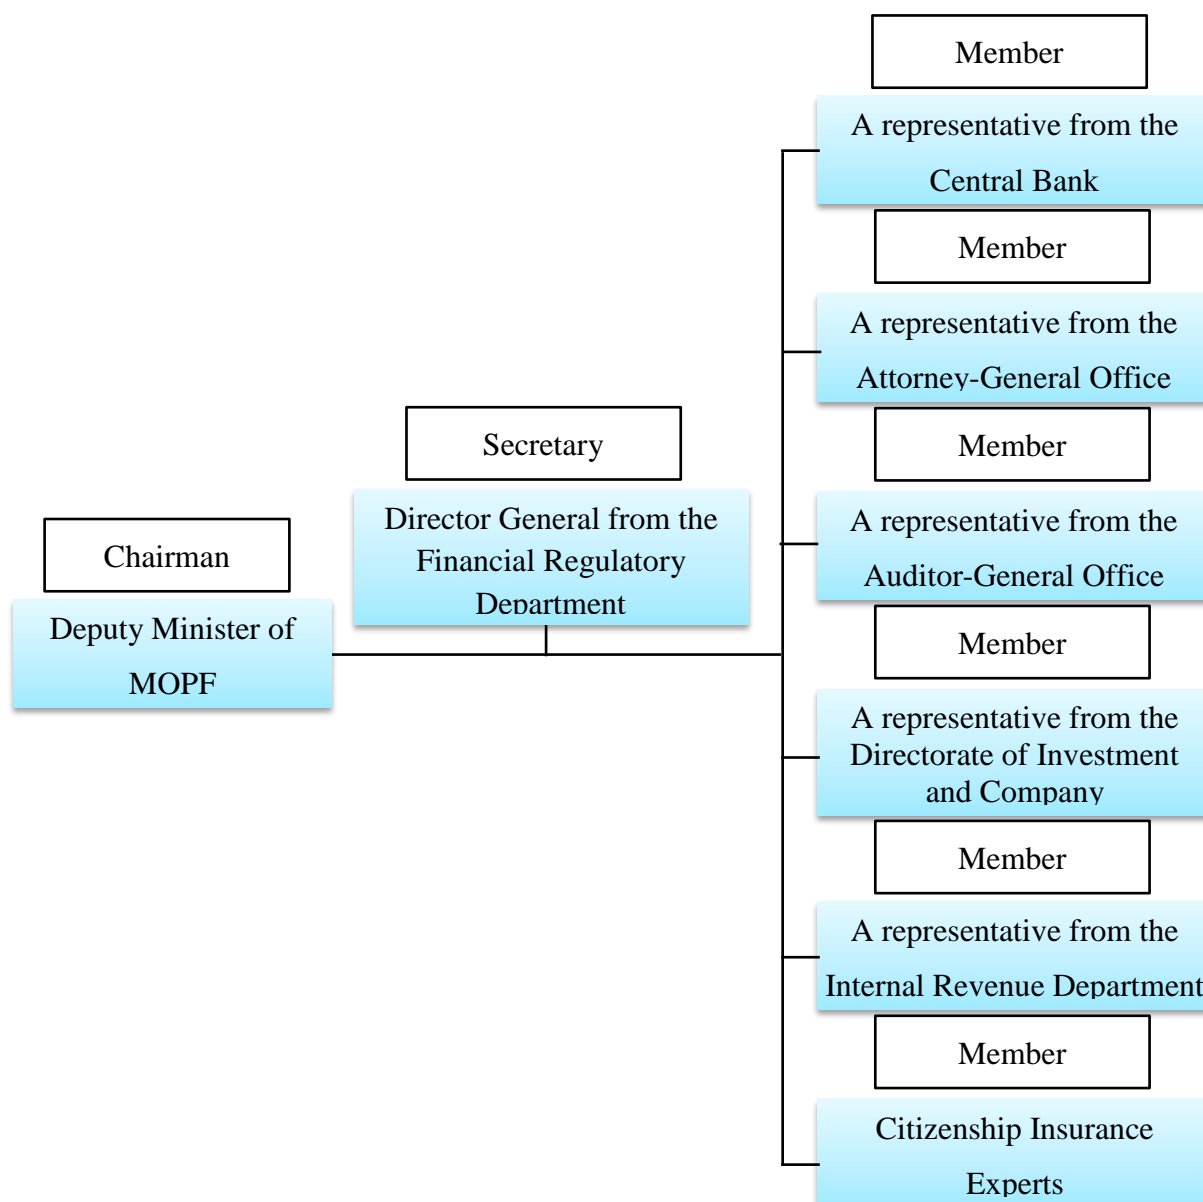 Chairman
Deputy Minister of
MOPF
Secretary
Director General from the
Financial Regulatory
Department
Member
A representative from the
Central Bank
Member
A representative from the
Attorney-General Office
Member
A representative from the
Auditor-General Office
Member
A representative from the
Directorate of Investment
and Company
Member
A representative from the
Internal Revenue Department
Member
Citizenship Insurance
Experts